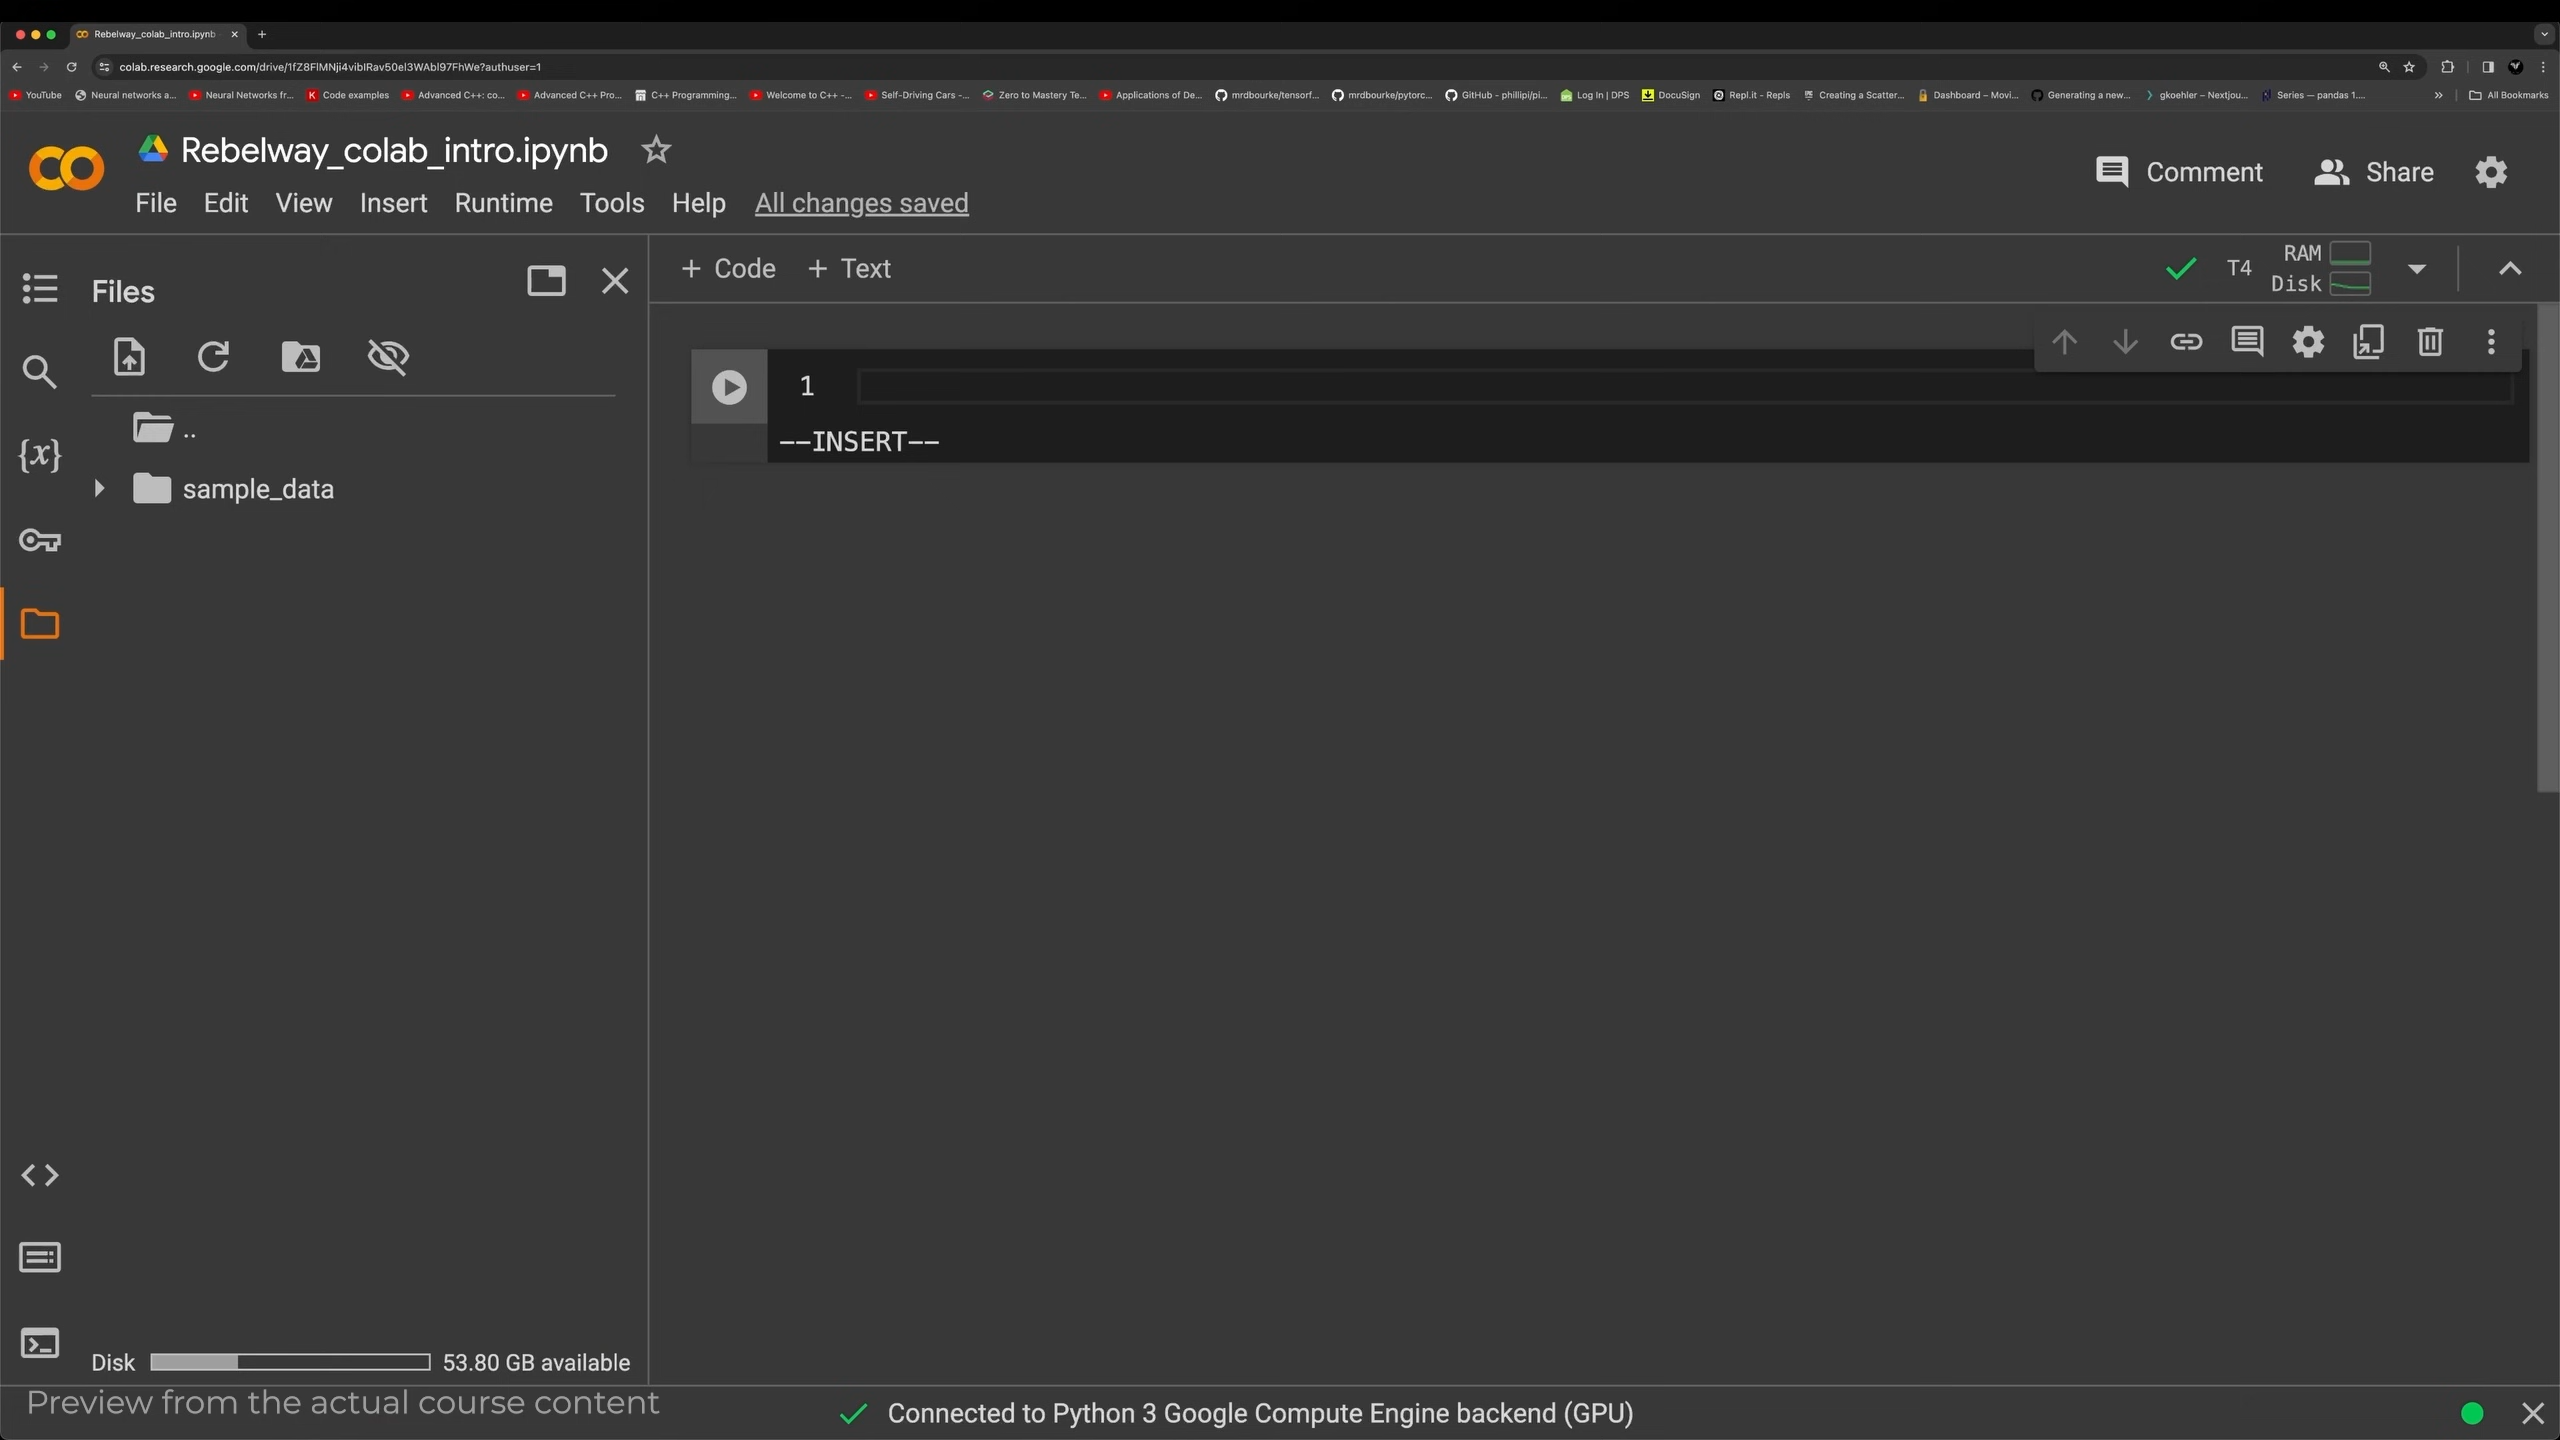 Rebelway_colab_intro.ipynb
colab.research.google.com/drive/1fZ8FlMNji4viblRav50el3WAbl97FhWe?authuser=1
YouTube Neural networks a... Neural Networks fr... Code examples Advanced C++: co... Advanced C++ Pro... C++ Programming... Welcome to C++ -... Self-Driving Cars -... Zero to Mastery Te... Applications of De... mrdbourke/tensorf... mrdbourke/pytorc... GitHub - phillipi/pi... Log In | DPS DocuSign Repl.it - Repls Creating a Scatter... Dashboard – Movi... Generating a new... gkoehler – Nextjou... Series — pandas 1.... » All Bookmarks
Rebelway_colab_intro.ipynb
Comment Share
File Edit View Insert Runtime Tools Help All changes saved
Files
+ Code + Text
T4 RAM
Disk
{x}
1
--INSERT--
..
sample_data
Disk 53.80 GB available
Preview from the actual course content
Connected to Python 3 Google Compute Engine backend (GPU)